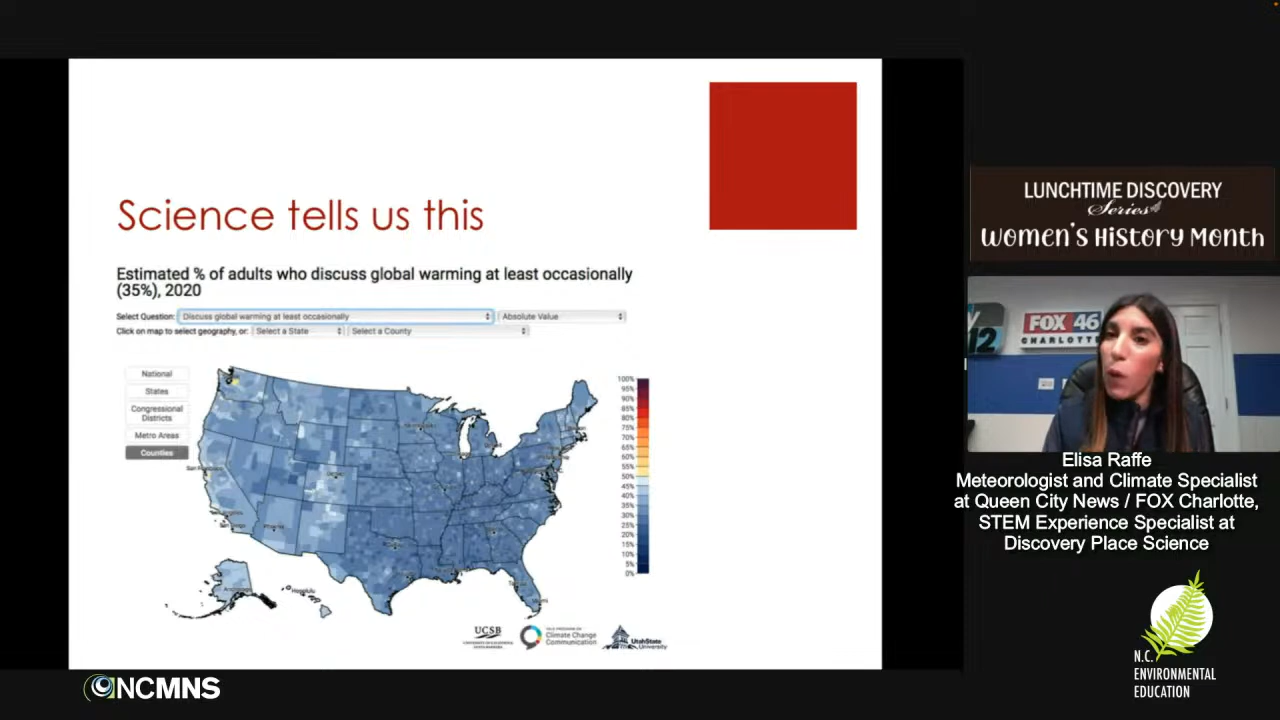 Science tells us this
Estimated % of adults who discuss global warming at least occasionally
(35%), 2020
Select Question: Discuss global warming at least occasionally Absolute Value
Click on map to select geography, or: Select a State Select a County
National
States
Congressional
Districts
Metro Areas
Counties
100%
95%
90%
85%
80%
75%
70%
65%
60%
55%
50%
45%
40%
35%
30%
25%
20%
15%
10%
5%
0%
Honolulu
UCSB
Climate Change
Communication
UtahState
University
LUNCHTIME DISCOVERY
Series
Women's History Month
12
FOX 46
CHARLOTTE
Elisa Raffe
Meteorologist and Climate Specialist
at Queen City News / FOX Charlotte,
STEM Experience Specialist at
Discovery Place Science
N.C.
ENVIRONMENTAL
EDUCATION
NCMNS